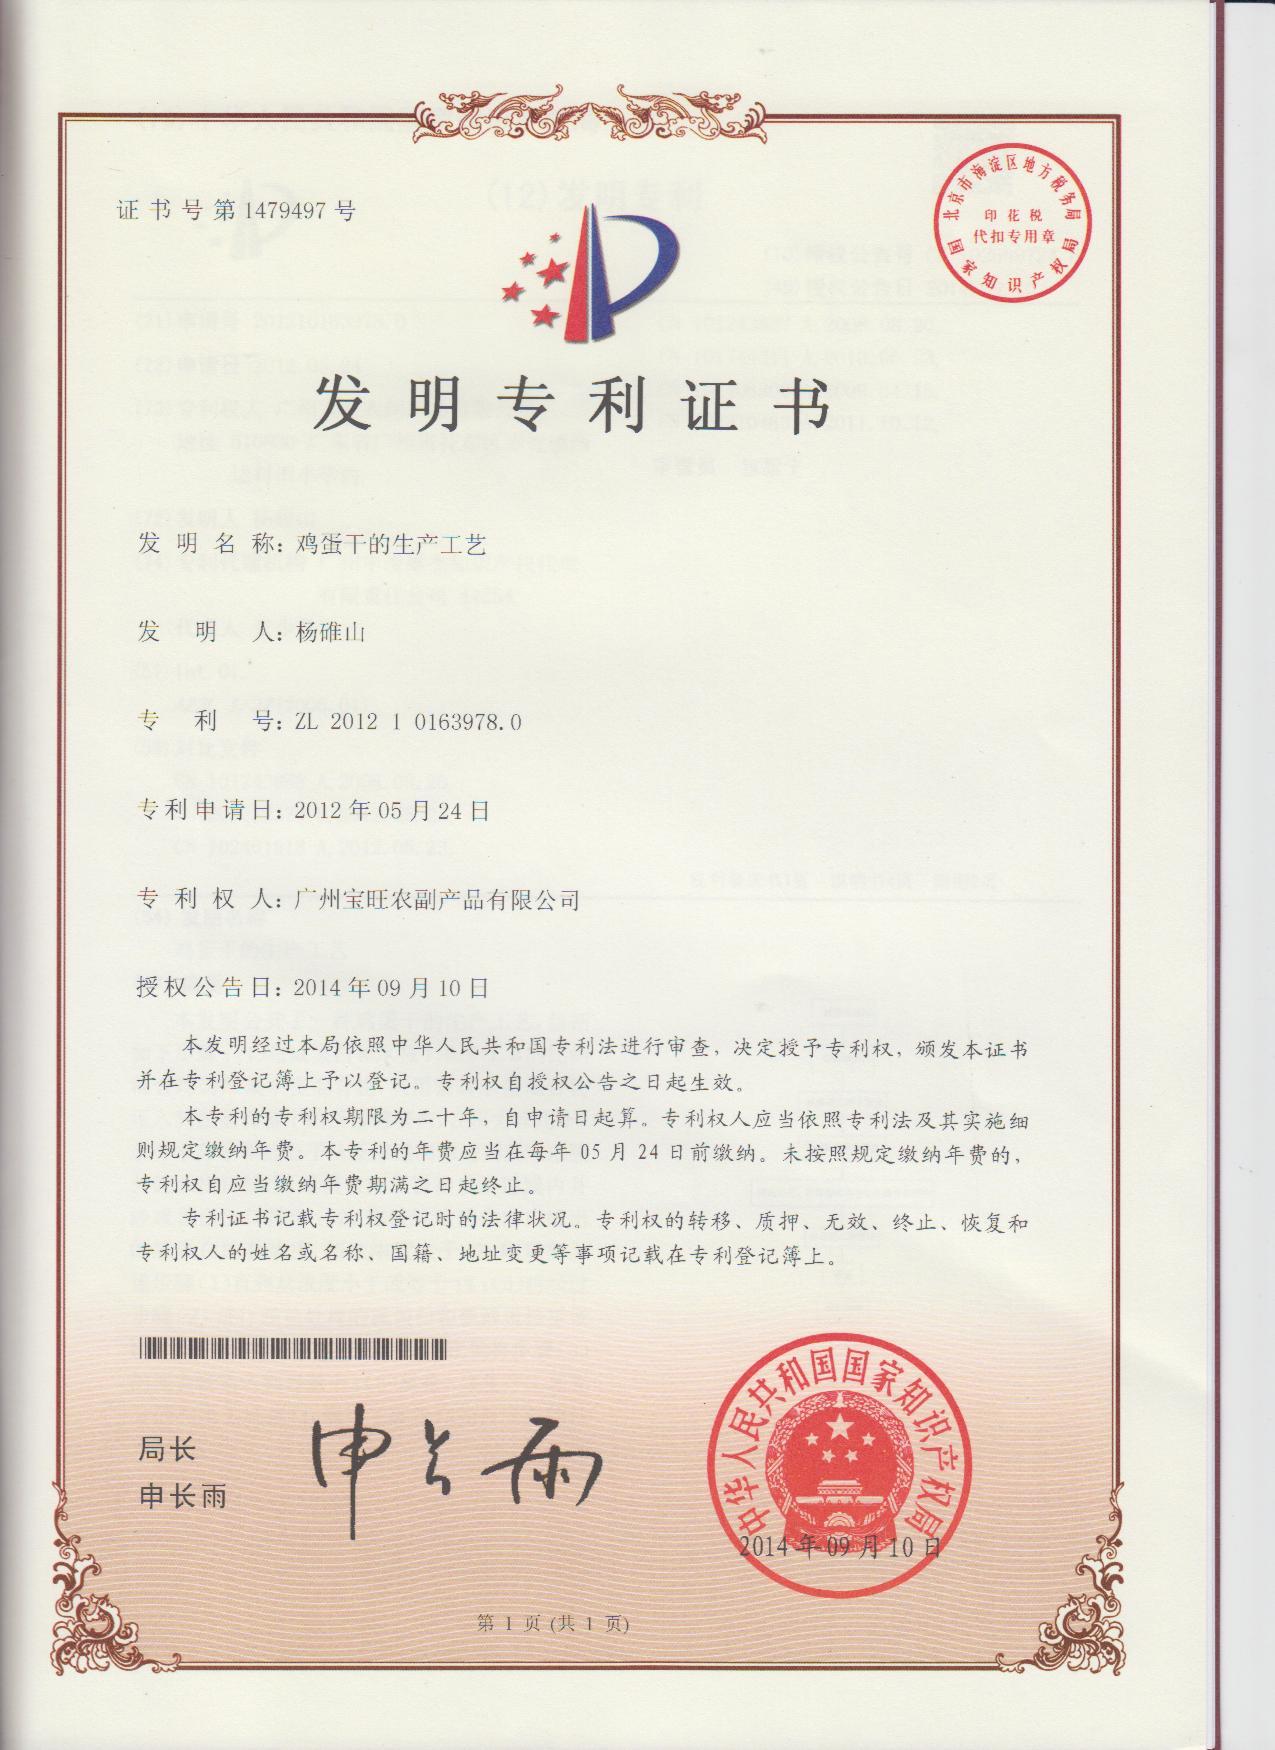 证书号第1479497号
北京市海淀区地方税务局
印花税
代扣专用章
国家知识产权局
发明专利证书
发明名称：鸡蛋干的生产工艺
发明人：杨碓山
专利号：ZL 2012 1 0163978.0
专利申请日：2012年05月24日
专利权人：广州宝旺农副产品有限公司
授权公告日：2014年09月10日
本发明经过本局依照中华人民共和国专利法进行审查，决定授予专利权，颁发本证书
并在专利登记簿上予以登记。专利权自授权公告之日起生效。
本专利的专利权期限为二十年，自申请日起算。专利权人应当依照专利法及其实施细
则规定缴纳年费。本专利的年费应当在每年05月24日前缴纳。未按照规定缴纳年费的，
专利权自应当缴纳年费期满之日起终止。
专利证书记载专利权登记时的法律状况。专利权的转移、质押、无效、终止、恢复和
专利权人的姓名或名称、国籍、地址变更等事项记载在专利登记簿上。
局长
申长雨
申长雨
中华人民共和国国家知识产权局
2014年09月10日
第 1 页 (共 1 页)